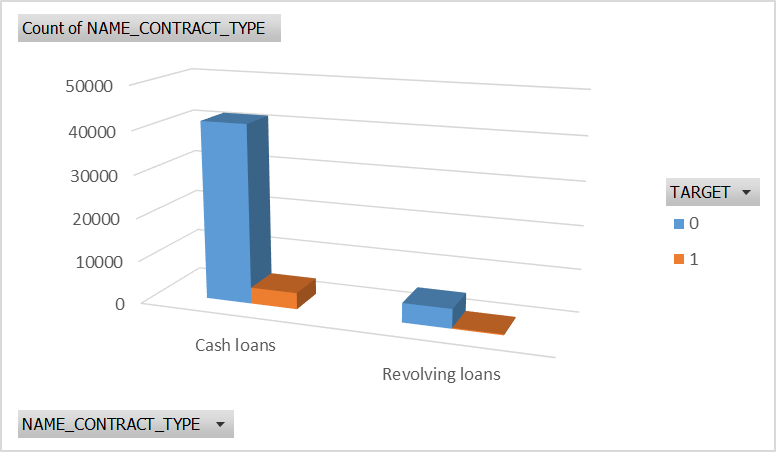 Count of NAME_CONTRACT_TYPE
50000
40000
30000
20000
10000
0
Cash loans
Revolving loans
TARGET
0
1
NAME_CONTRACT_TYPE